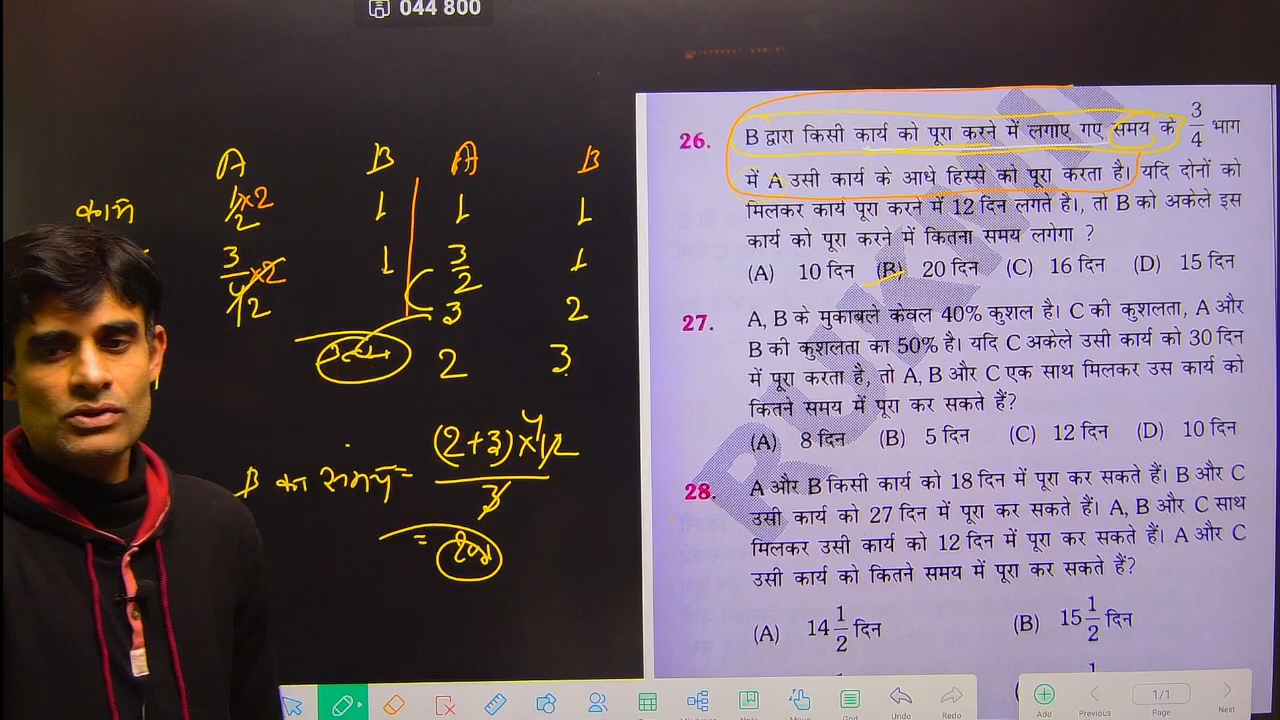 044 800
A B A B
काम 1/2 ×2 1 1 1
3/4 ×2 1 3/2 1
2 3 2
2 3
B का समय = (2+3)×12 / 3
=
26. B द्वारा किसी कार्य को पूरा करने में लगाए गए समय के 3/4 भाग
में A उसी कार्य के आधे हिस्से को पूरा करता है। यदि दोनों को
मिलकर कार्य पूरा करने में 12 दिन लगते है।, तो B को अकेले इस
कार्य को पूरा करने में कितना समय लगेगा ?
(A) 10 दिन (B) 20 दिन (C) 16 दिन (D) 15 दिन
27. A, B के मुकाबले केवल 40% कुशल है। C की कुशलता, A और
B की कुशलता का 50% है। यदि C अकेले उसी कार्य को 30 दिन
में पूरा करता है, तो A, B और C एक साथ मिलकर उस कार्य को
कितने समय में पूरा कर सकते हैं?
(A) 8 दिन (B) 5 दिन (C) 12 दिन (D) 10 दिन
28. A और B किसी कार्य को 18 दिन में पूरा कर सकते हैं। B और C
उसी कार्य को 27 दिन में पूरा कर सकते हैं। A, B और C साथ
मिलकर उसी कार्य को 12 दिन में पूरा कर सकते हैं। A और C
उसी कार्य को कितने समय में पूरा कर सकते हैं?
(A) 14 1/2 दिन (B) 15 1/2 दिन
Undo Redo Add Previous 1/1 Page Next